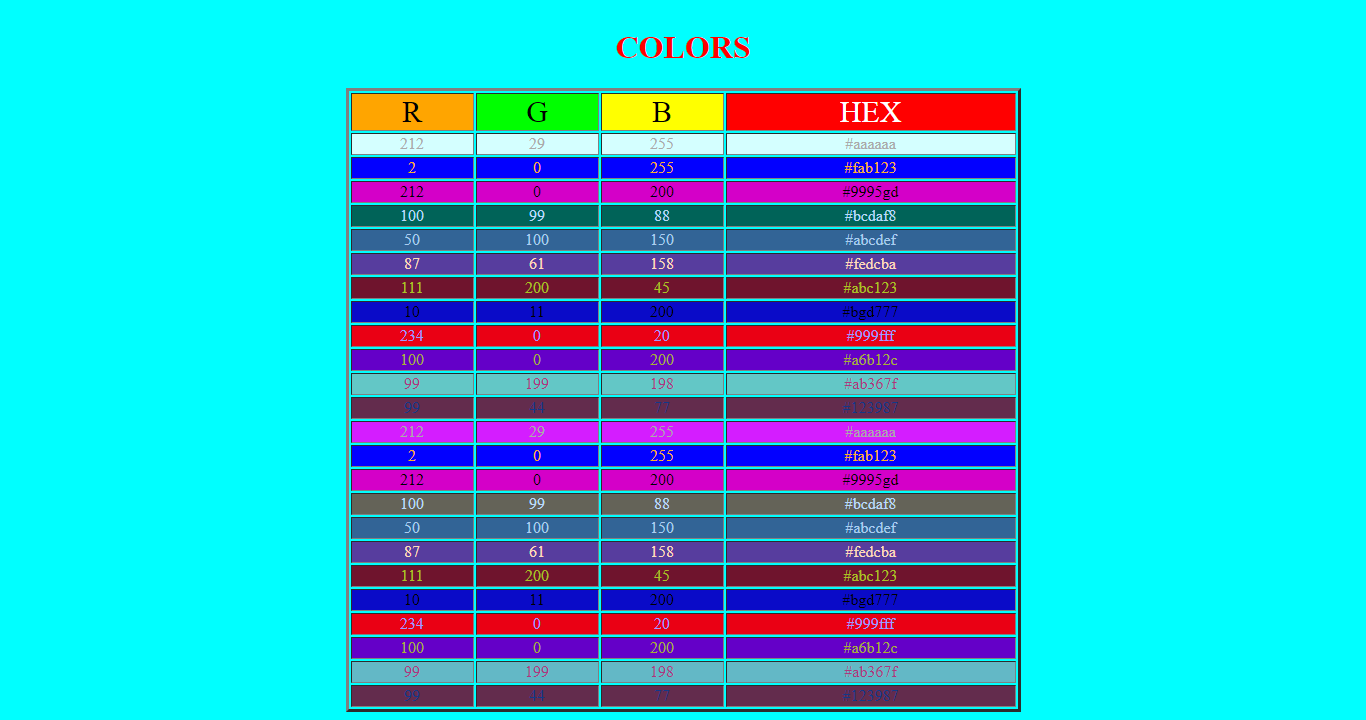 COLORS
R G B HEX
212 29 255 #aaaaaa
2 0 255 #fab123
212 0 200 #9995gd
100 99 88 #bcdaf8
50 100 150 #abcdef
87 61 158 #fedcba
111 200 45 #abc123
10 11 200 #bgd777
234 0 20 #999fff
100 0 200 #a6b12c
99 199 198 #ab367f
99 44 77 #123987
212 29 255 #aaaaaa
2 0 255 #fab123
212 0 200 #9995gd
100 99 88 #bcdaf8
50 100 150 #abcdef
87 61 158 #fedcba
111 200 45 #abc123
10 11 200 #bgd777
234 0 20 #999fff
100 0 200 #a6b12c
99 199 198 #ab367f
99 44 77 #123987